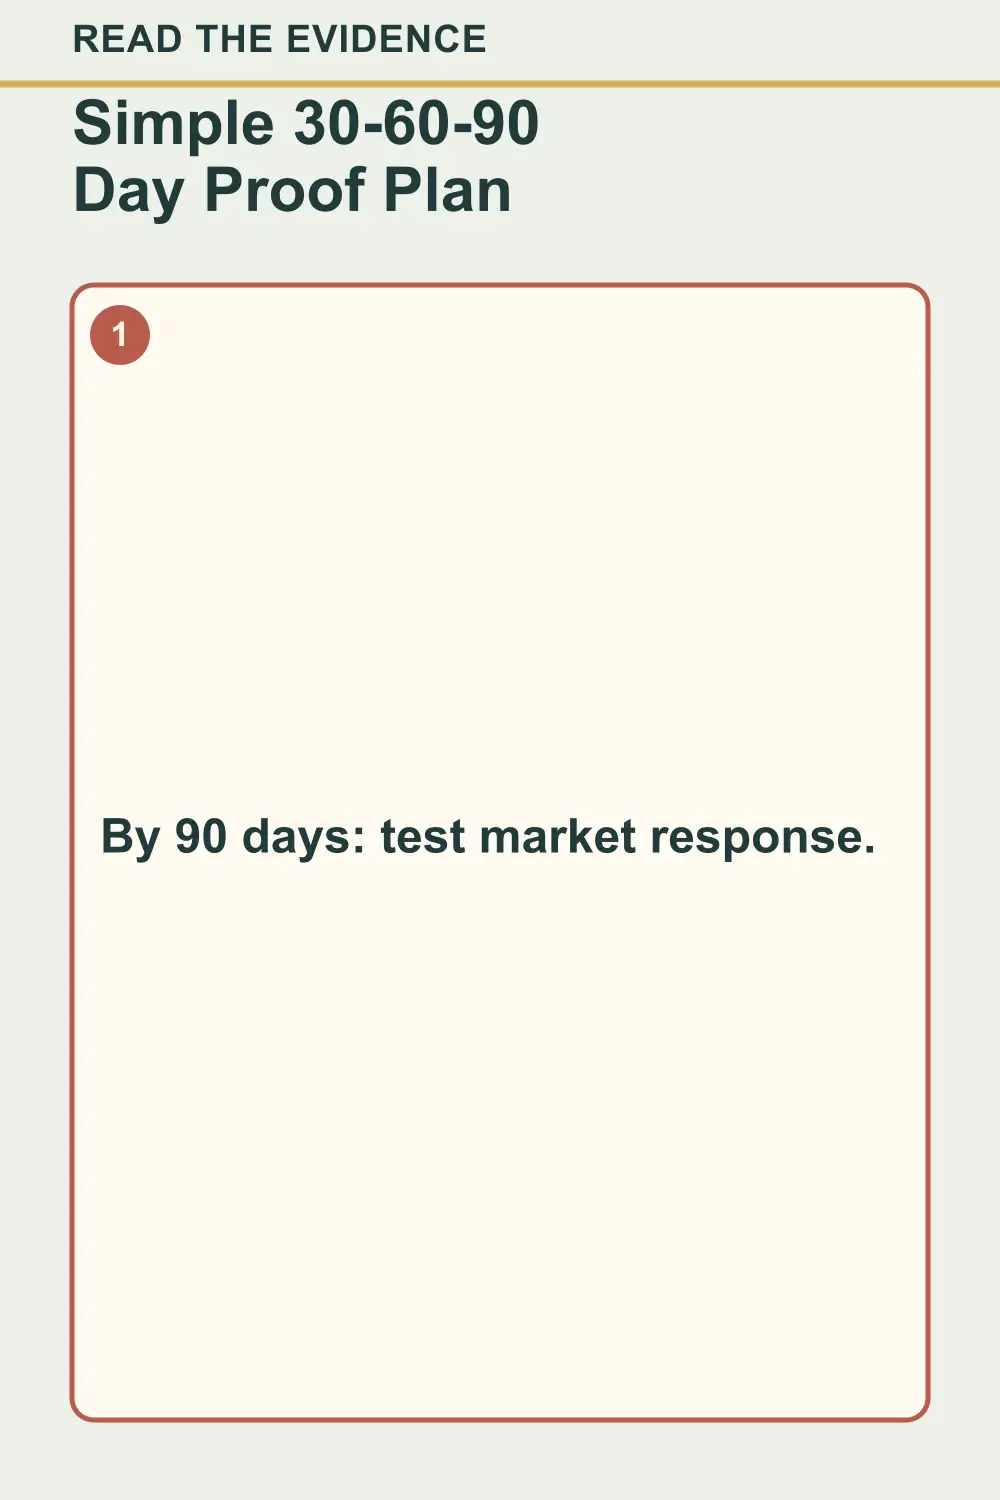 READ THE EVIDENCE
Simple 30-60-90
Day Proof Plan
1
By 90 days: test market response.